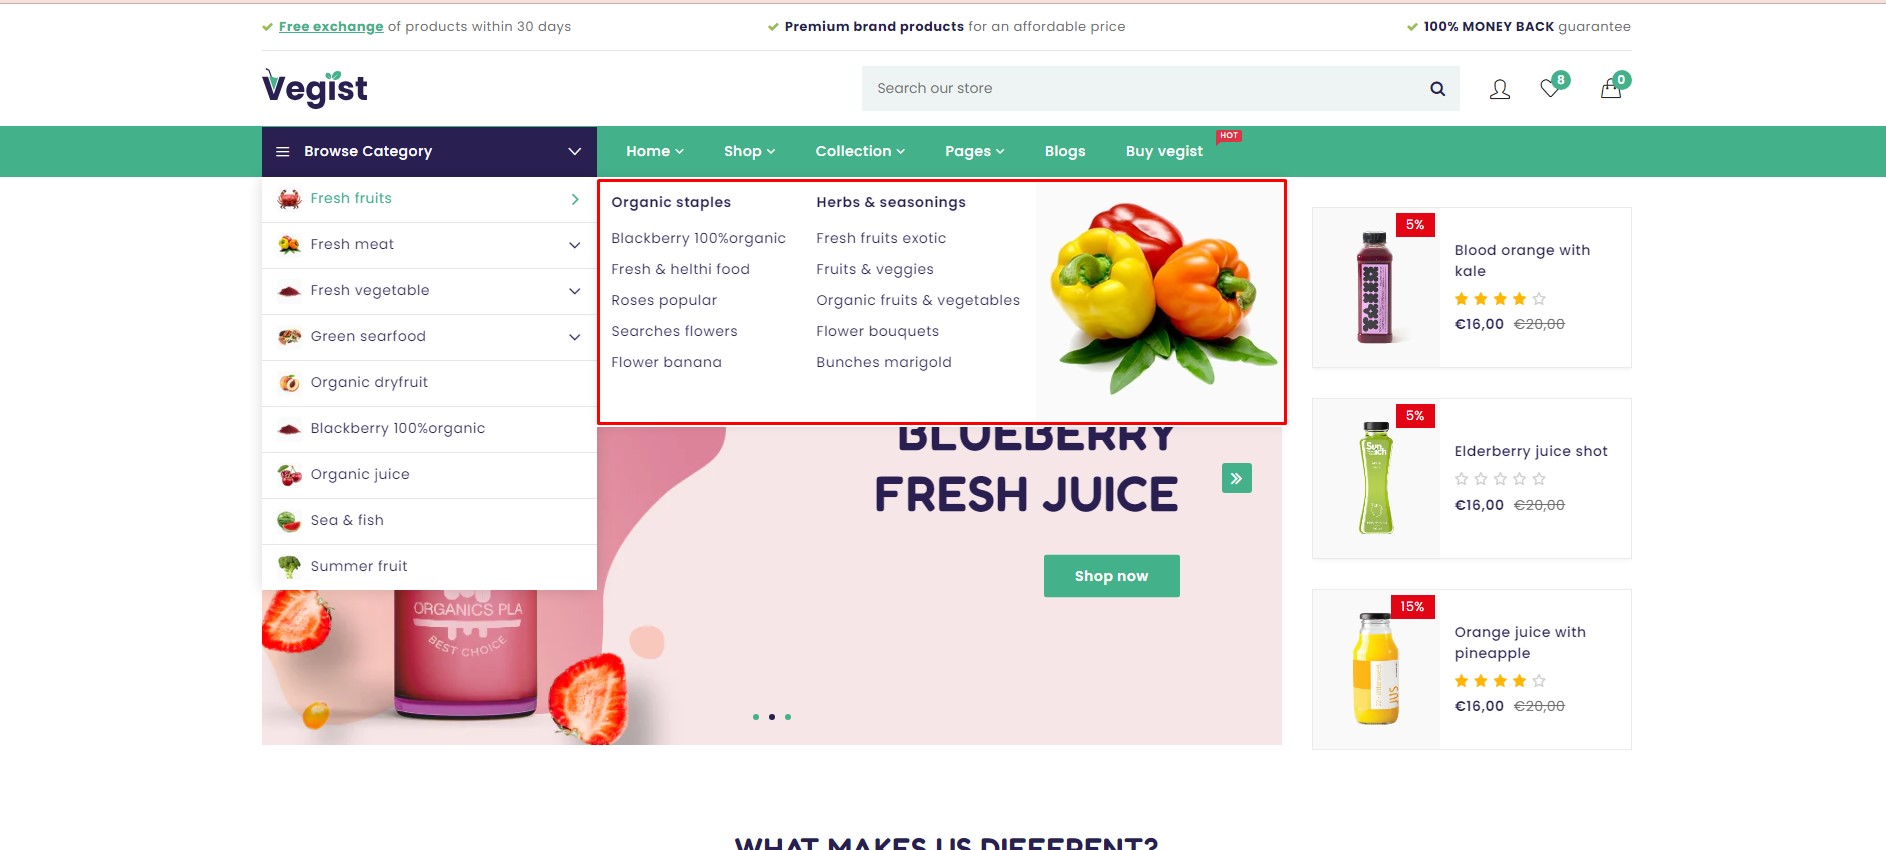 Free exchange of products within 30 days
Premium brand products for an affordable price
100% MONEY BACK guarantee
Vegist
Search our store
8
0
Browse Category
Home
Shop
Collection
Pages
Blogs
Buy vegist
HOT
Fresh fruits
Fresh meat
Fresh vegetable
Green searfood
Organic dryfruit
Blackberry 100%organic
Organic juice
Sea & fish
Summer fruit
Organic staples
Blackberry 100%organic
Fresh & helthi food
Roses popular
Searches flowers
Flower banana
Herbs & seasonings
Fresh fruits exotic
Fruits & veggies
Organic fruits & vegetables
Flower bouquets
Bunches marigold
BLUEBERRY
FRESH JUICE
Shop now
ORGANICS PLA
BEST CHOICE
5%
Blood orange with
kale
€16,00 €20,00
5%
Elderberry juice shot
€16,00 €20,00
15%
Orange juice with
pineapple
€16,00 €20,00
JUS
WHAT MAKES US DIFFERENT?